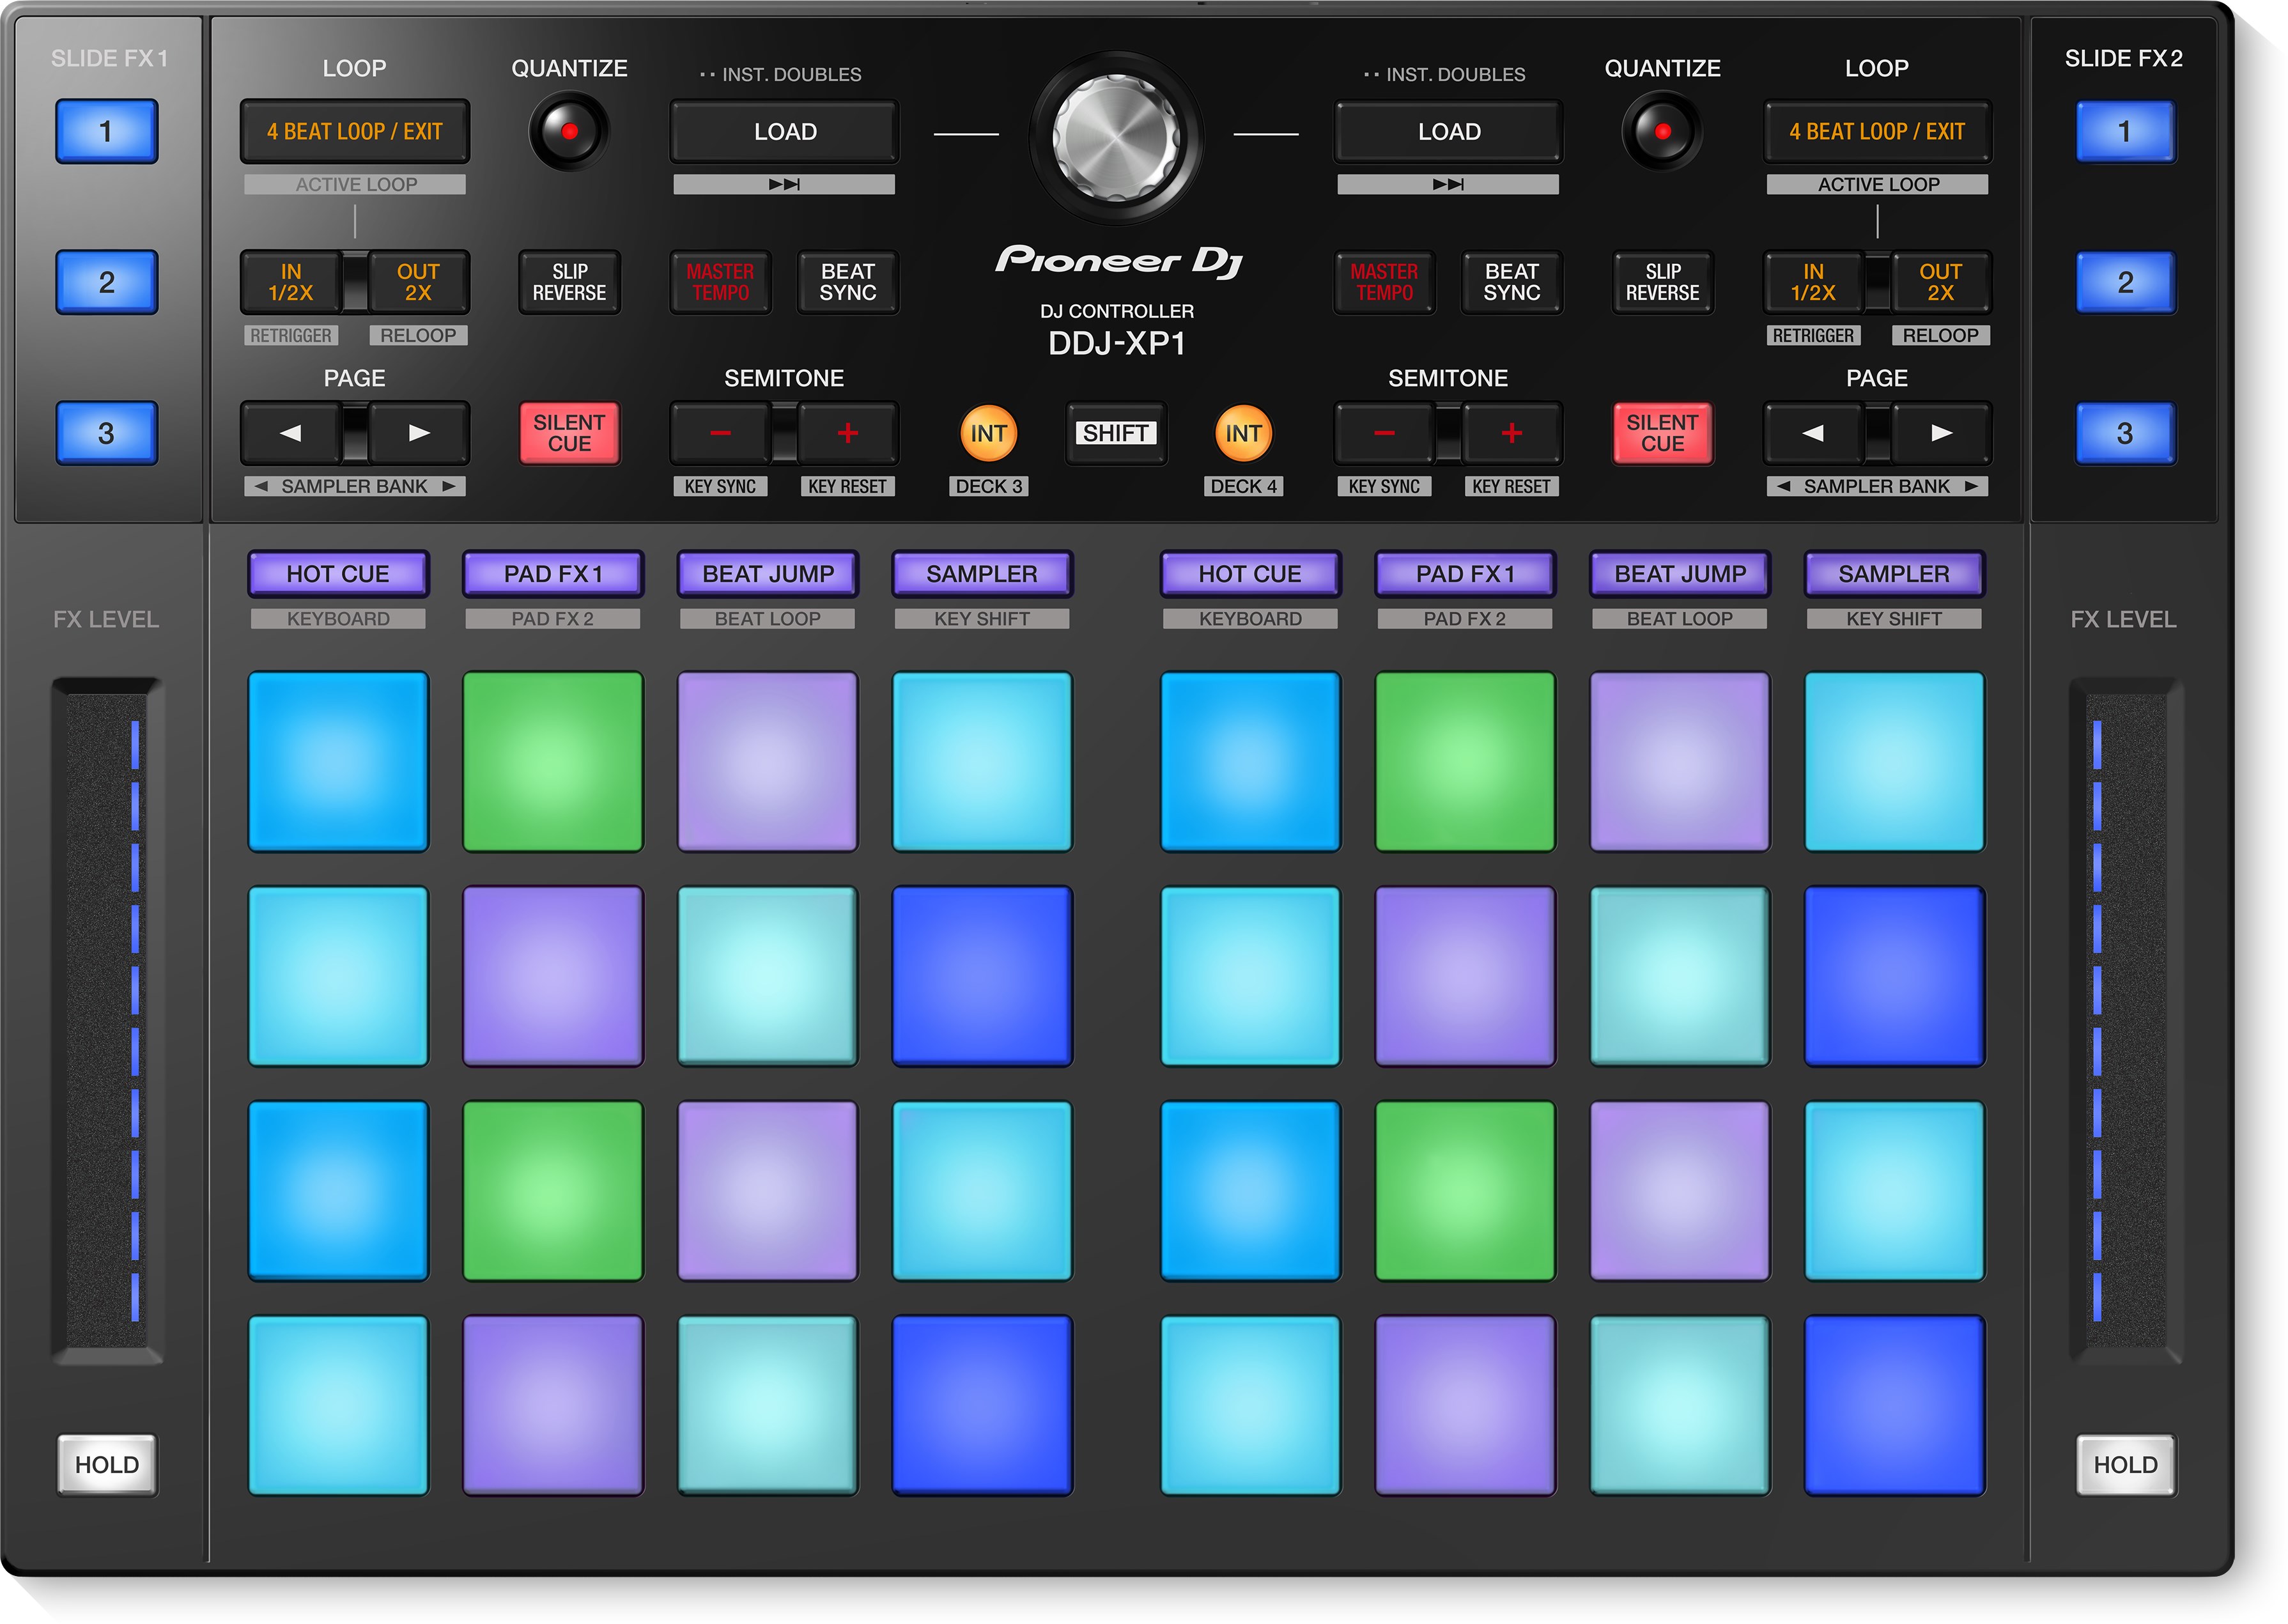 SLIDE FX 1
LOOP
QUANTIZE
·· INST. DOUBLES
·· INST. DOUBLES
QUANTIZE
LOOP
SLIDE FX 2
1
4 BEAT LOOP / EXIT
LOAD
LOAD
4 BEAT LOOP / EXIT
1
ACTIVE LOOP
ACTIVE LOOP
2
IN
1/2X
OUT
2X
SLIP
REVERSE
MASTER
TEMPO
BEAT
SYNC
Pioneer Dj
DJ CONTROLLER
DDJ-XP1
MASTER
TEMPO
BEAT
SYNC
SLIP
REVERSE
IN
1/2X
OUT
2X
2
RETRIGGER
RELOOP
RETRIGGER
RELOOP
PAGE
SEMITONE
SEMITONE
PAGE
3
◀
▶
SILENT
CUE
−
+
INT
SHIFT
INT
−
+
SILENT
CUE
◀
▶
3
◀ SAMPLER BANK ▶
KEY SYNC
KEY RESET
DECK 3
DECK 4
KEY SYNC
KEY RESET
◀ SAMPLER BANK ▶
HOT CUE
PAD FX 1
BEAT JUMP
SAMPLER
HOT CUE
PAD FX 1
BEAT JUMP
SAMPLER
FX LEVEL
KEYBOARD
PAD FX 2
BEAT LOOP
KEY SHIFT
KEYBOARD
PAD FX 2
BEAT LOOP
KEY SHIFT
FX LEVEL
HOLD
HOLD